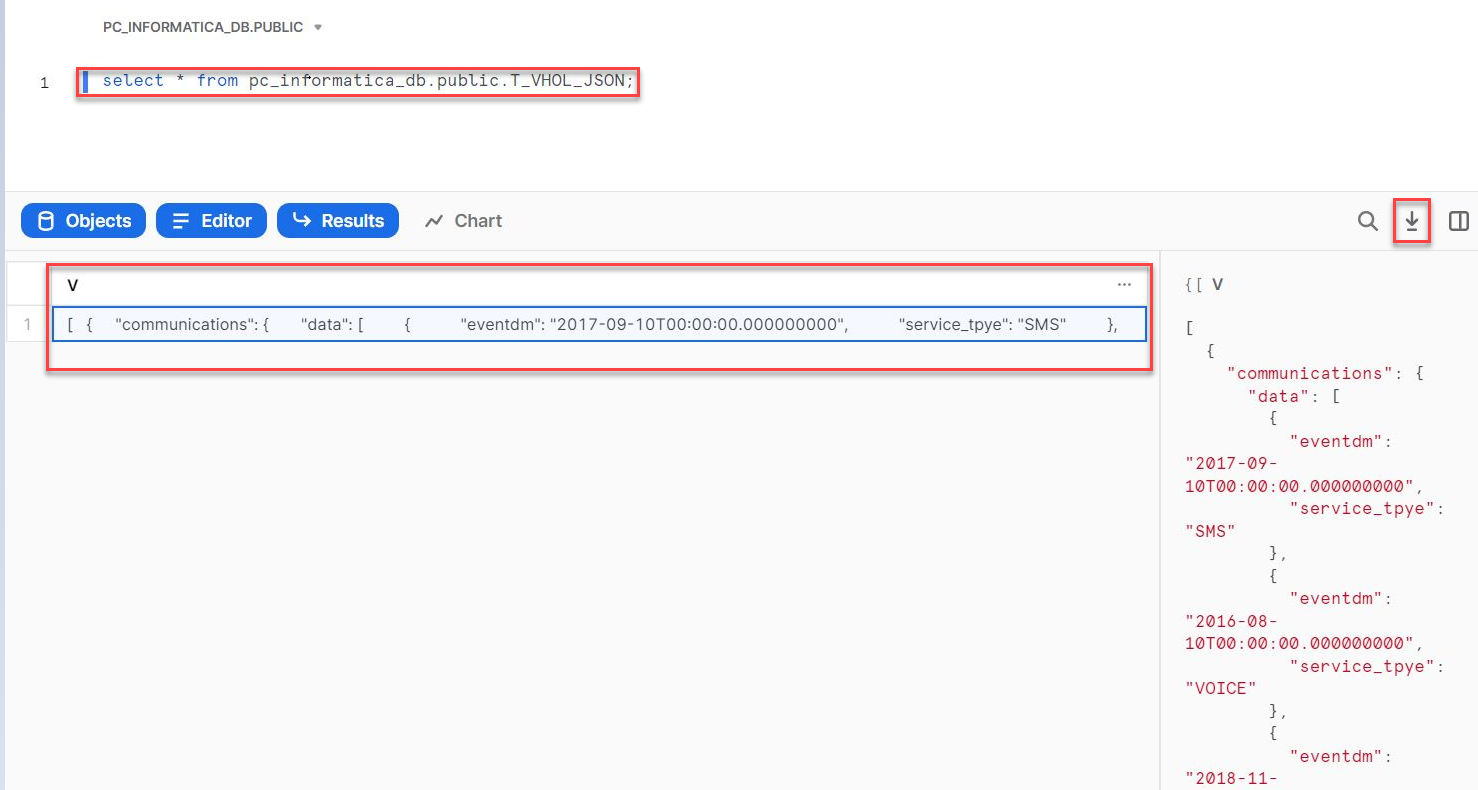 PC_INFORMATICA_DB.PUBLIC
1 select * from pc_informatica_db.public.T_VHOL_JSON;
Objects Editor Results Chart
V ...
1 [ { "communications": { "data": [ { "eventdm": "2017-09-10T00:00:00.000000000", "service_tpye": "SMS" },
{[ V
[
{
"communications": {
"data": [
{
"eventdm":
"2017-09-
10T00:00:00.000000000",
"service_tpye":
"SMS"
},
{
"eventdm":
"2016-08-
10T00:00:00.000000000",
"service_tpye":
"VOICE"
},
{
"eventdm":
"2018-11-